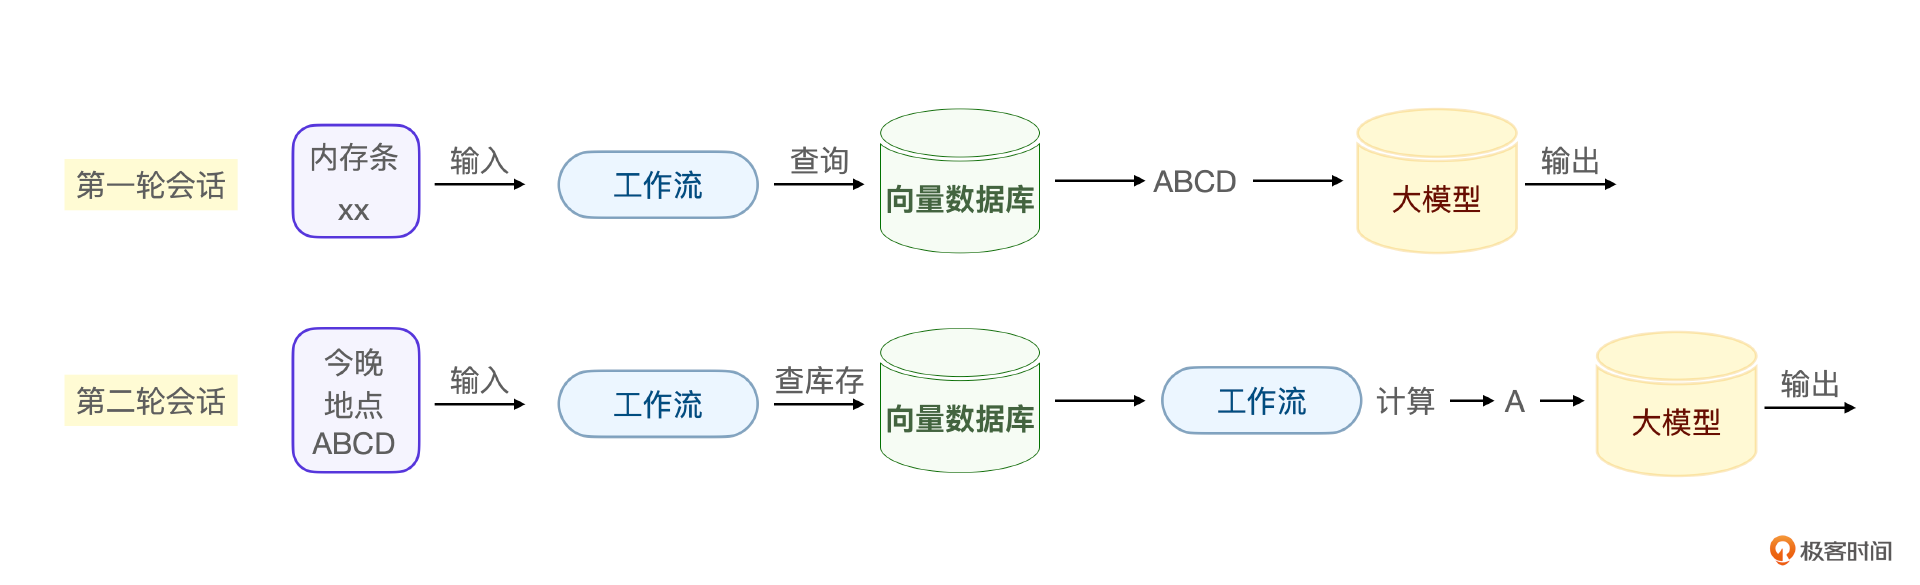 第一轮会话
内存条
xx
输入
工作流
查询
向量数据库
ABCD
大模型
输出
第二轮会话
今晚
地点
ABCD
输入
工作流
查库存
向量数据库
工作流
计算
A
大模型
输出
极客时间